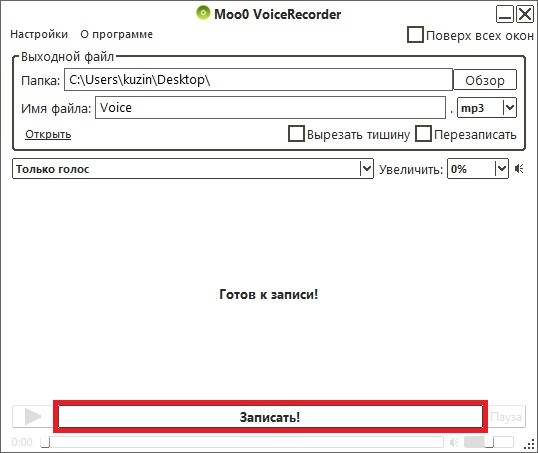 Moo0 VoiceRecorder
Настройки О программе
Поверх всех окон
Выходной файл
Папка: C:\Users\kuzin\Desktop\ Обзор
Имя файла: Voice . mp3
Открыть Вырезать тишину Перезаписать
Только голос Увеличить: 0%
Готов к записи!
Записать! Пауза
0:00